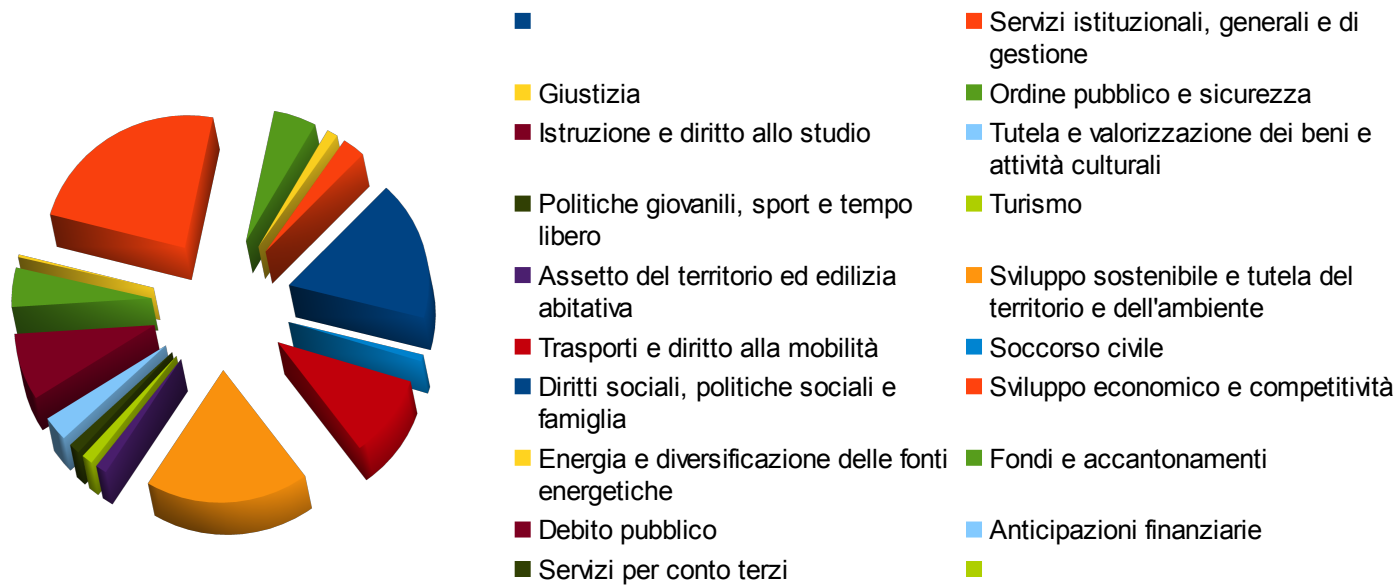 Servizi istituzionali, generali e di
gestione
Giustizia
Ordine pubblico e sicurezza
Istruzione e diritto allo studio
Tutela e valorizzazione dei beni e
attività culturali
Politiche giovanili, sport e tempo
libero
Turismo
Assetto del territorio ed edilizia
abitativa
Sviluppo sostenibile e tutela del
territorio e dell'ambiente
Trasporti e diritto alla mobilità
Soccorso civile
Diritti sociali, politiche sociali e
famiglia
Sviluppo economico e competitività
Energia e diversificazione delle fonti
energetiche
Fondi e accantonamenti
Debito pubblico
Anticipazioni finanziarie
Servizi per conto terzi